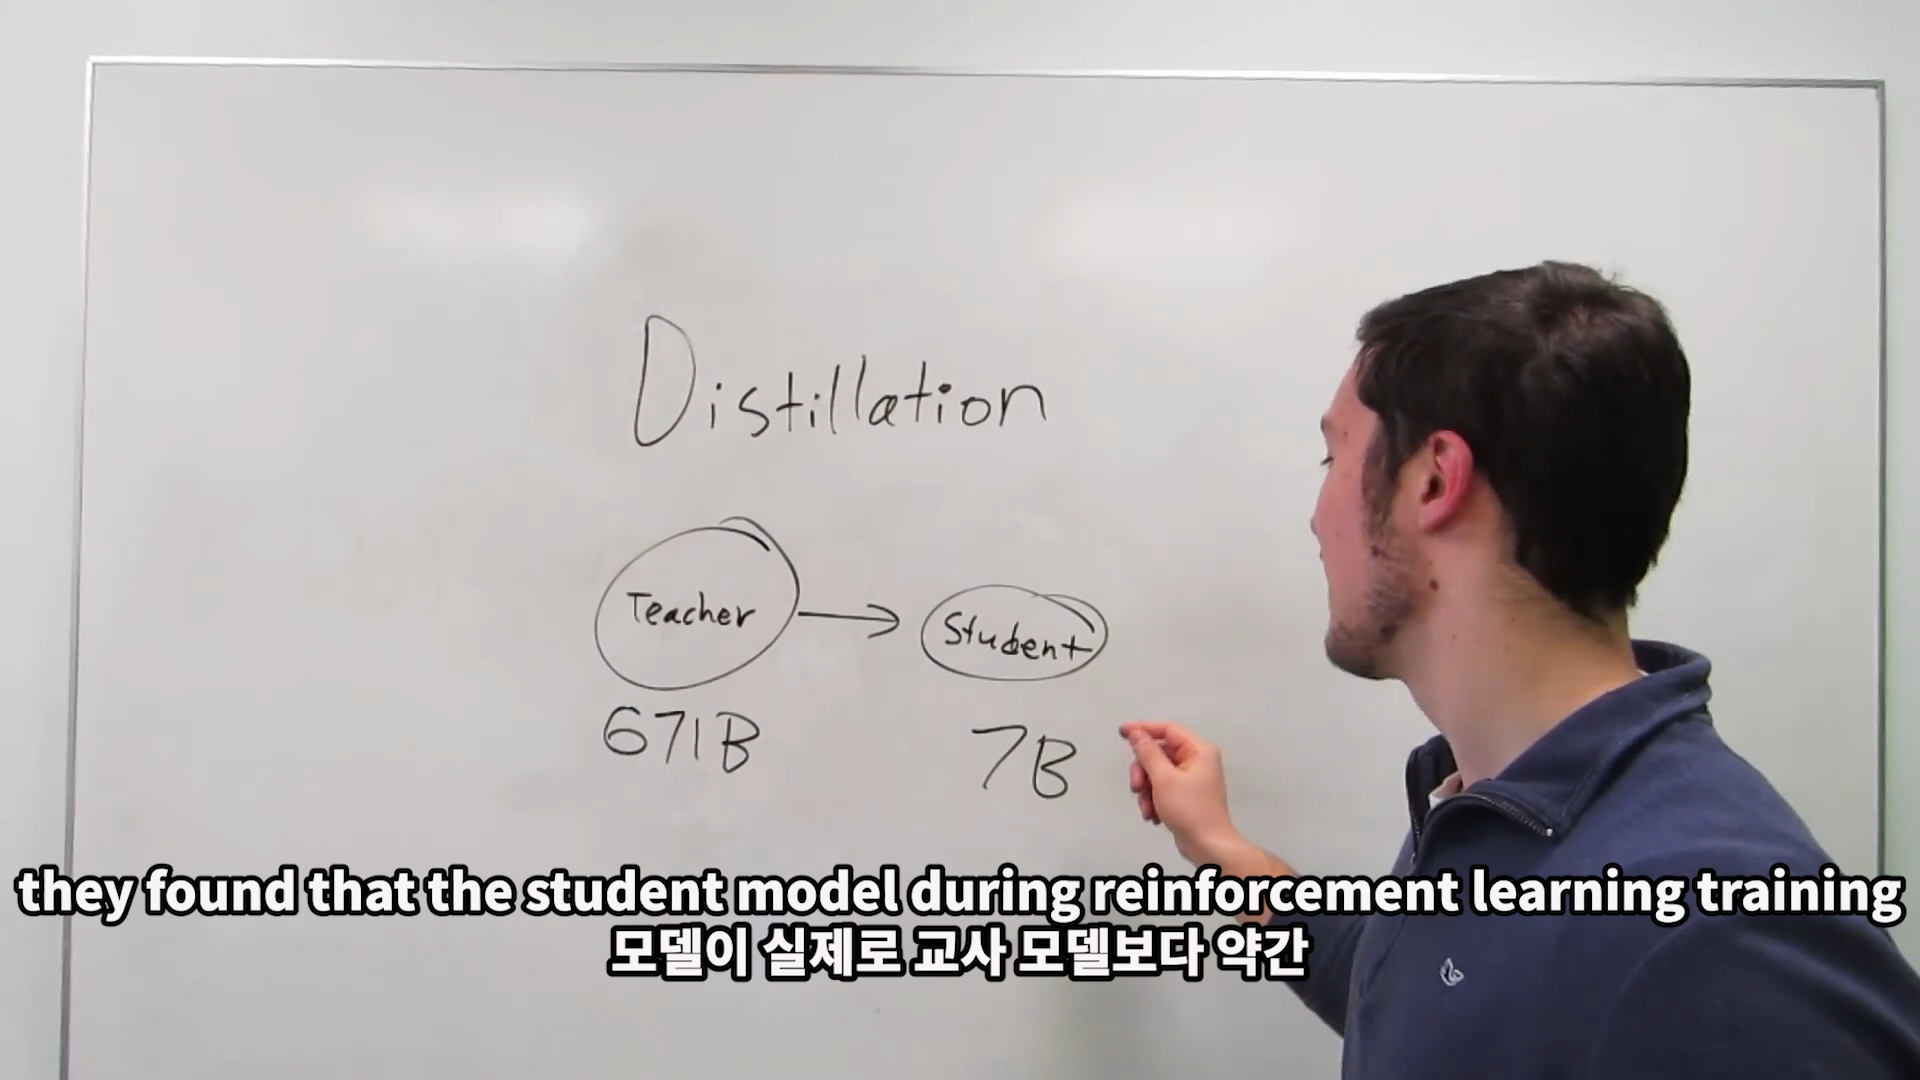 Distillation
Teacher
Student
671B
7B
they found that the student model during reinforcement learning training
모델이 실제로 교사 모델보다 약간